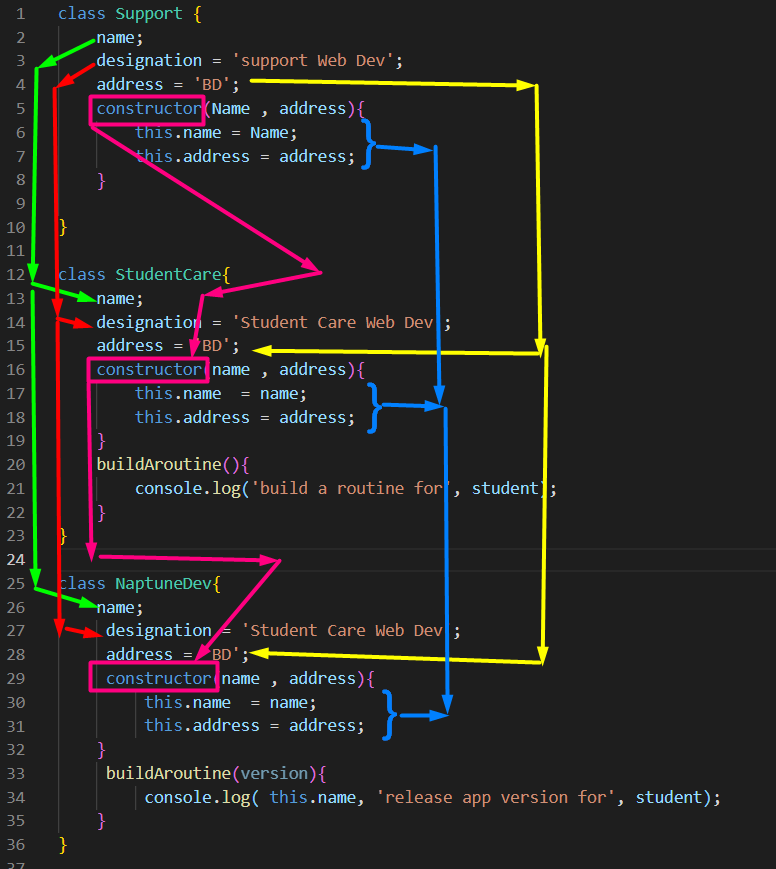 1 class Support {
2 name;
3 designation = 'support Web Dev';
4 address = 'BD';
5 constructor(Name , address){
6 this.name = Name;
7 this.address = address;
8 }
9
10 }
11
12 class StudentCare{
13 name;
14 designation = 'Student Care Web Dev';
15 address = 'BD';
16 constructor(name , address){
17 this.name = name;
18 this.address = address;
19 }
20 buildAroutine(){
21 console.log('build a routine for', student);
22 }
23 }
24
25 class NaptuneDev{
26 name;
27 designation = 'Student Care Web Dev';
28 address = 'BD';
29 constructor(name , address){
30 this.name = name;
31 this.address = address;
32 }
33 buildAroutine(version){
34 console.log( this.name, 'release app version for', student);
35 }
36 }
37